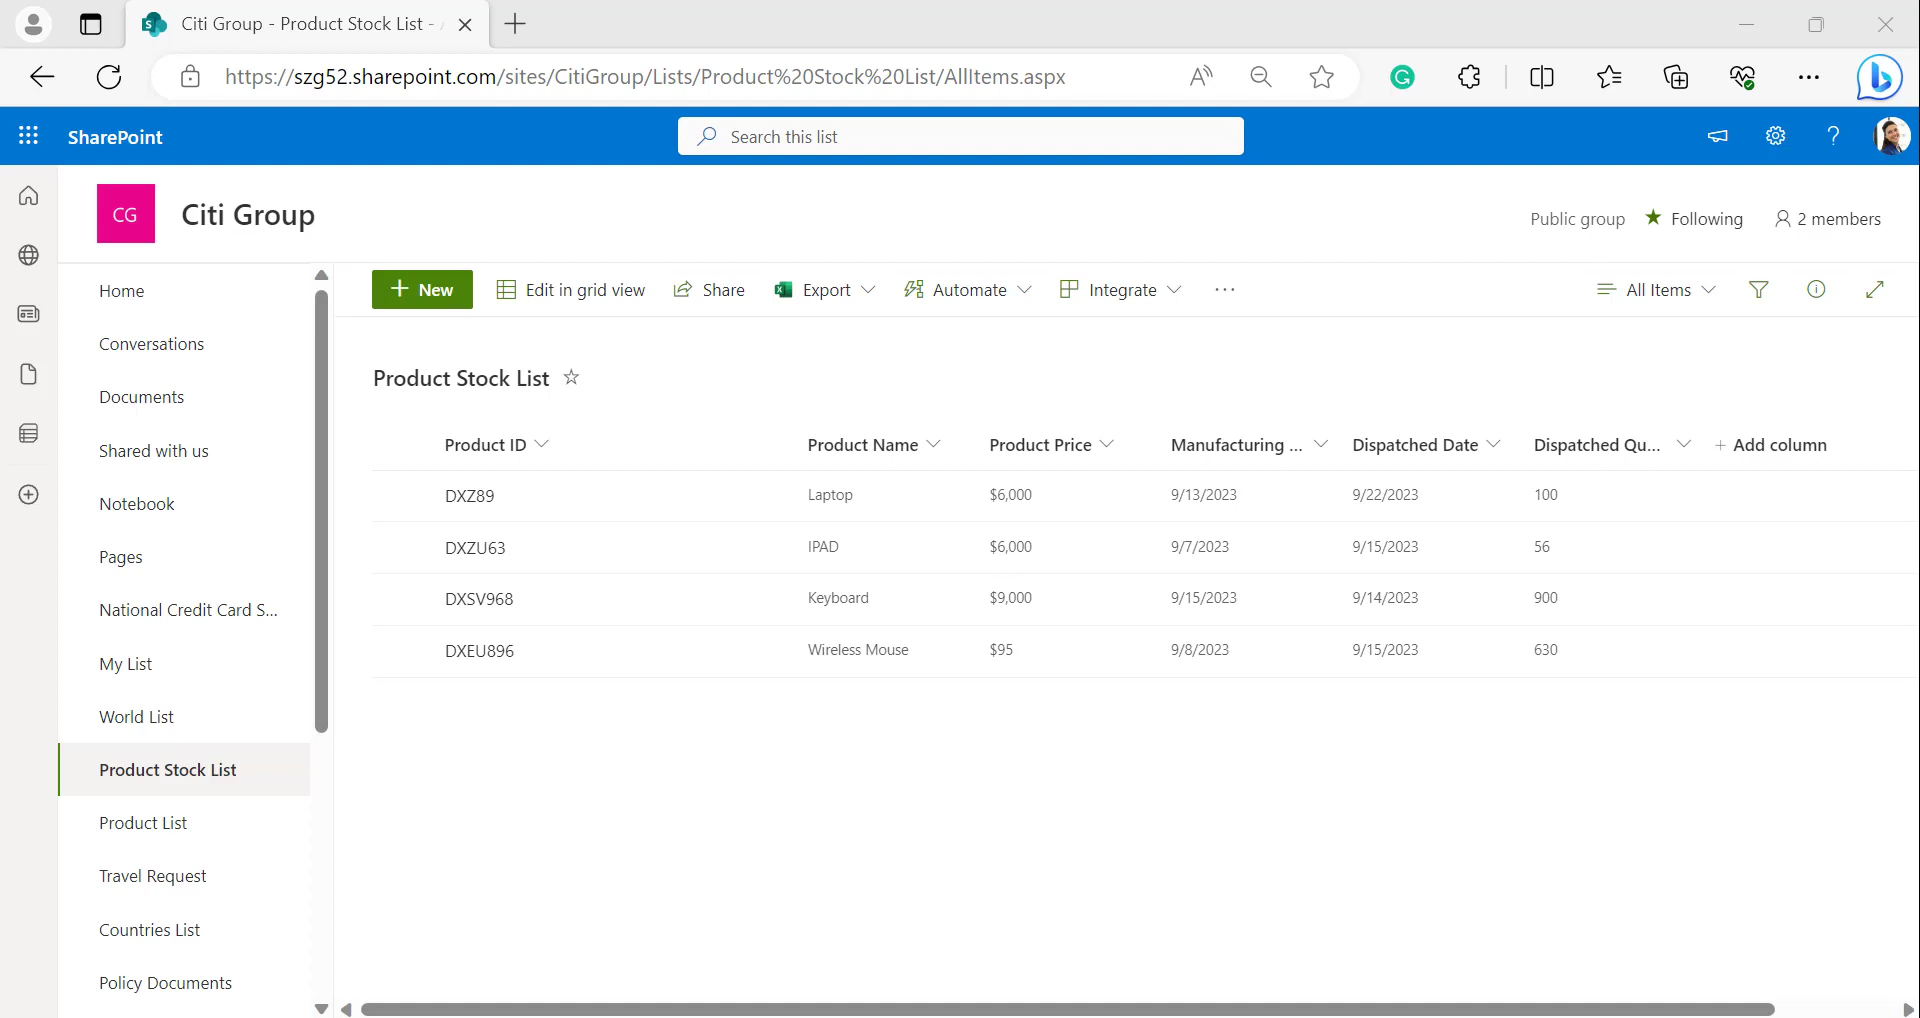 Citi Group - Product Stock List -
https://szg52.sharepoint.com/sites/CitiGroup/Lists/Product%20Stock%20List/AllItems.aspx
SharePoint
Search this list
CG
Citi Group
Public group
Following
2 members
Home
Conversations
Documents
Shared with us
Notebook
Pages
National Credit Card S...
My List
World List
Product Stock List
Product List
Travel Request
Countries List
Policy Documents
+ New
Edit in grid view
Share
Export
Automate
Integrate
...
All Items
Product Stock List
Product ID Product Name Product Price Manufacturing ... Dispatched Date Dispatched Qu... + Add column
DXZ89 Laptop $6,000 9/13/2023 9/22/2023 100
DXZU63 IPAD $6,000 9/7/2023 9/15/2023 56
DXSV968 Keyboard $9,000 9/15/2023 9/14/2023 900
DXEU896 Wireless Mouse $95 9/8/2023 9/15/2023 630